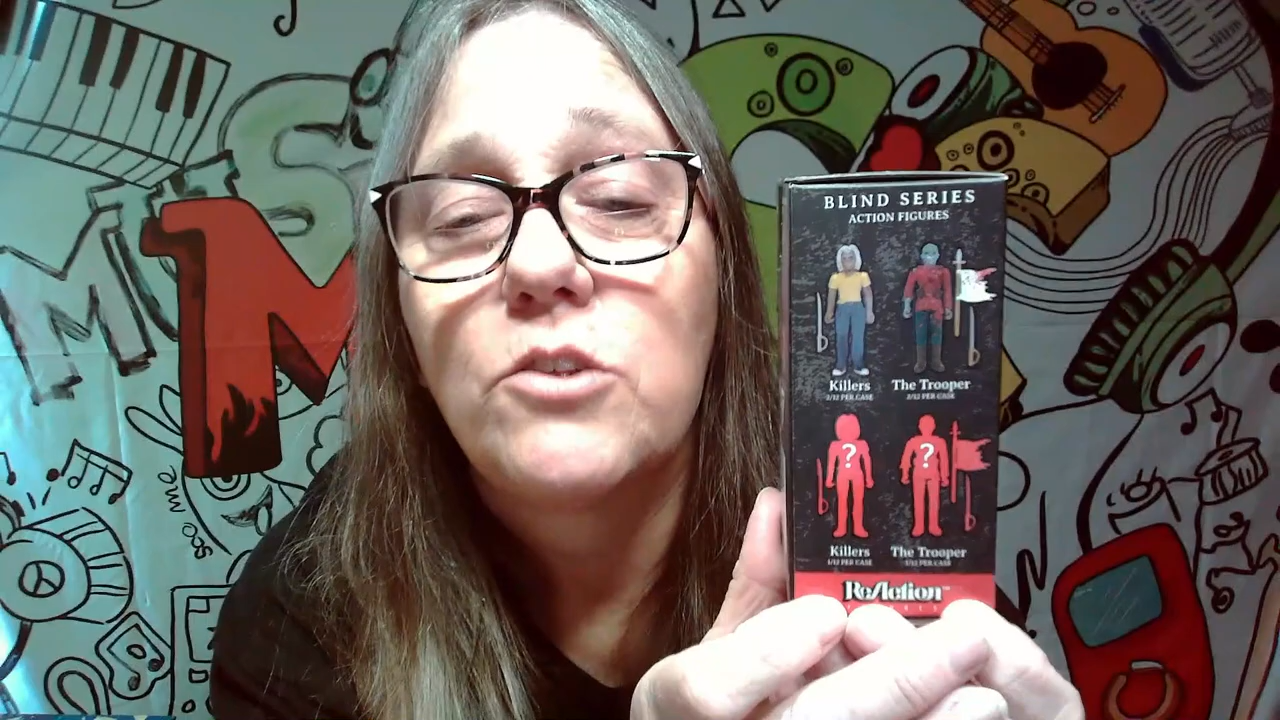 BLIND SERIES
ACTION FIGURES
Killers
2/12 PER CASE
The Trooper
2/12 PER CASE
?
?
Killers
1/12 PER CASE
The Trooper
1/12 PER CASE
ReAction™
M